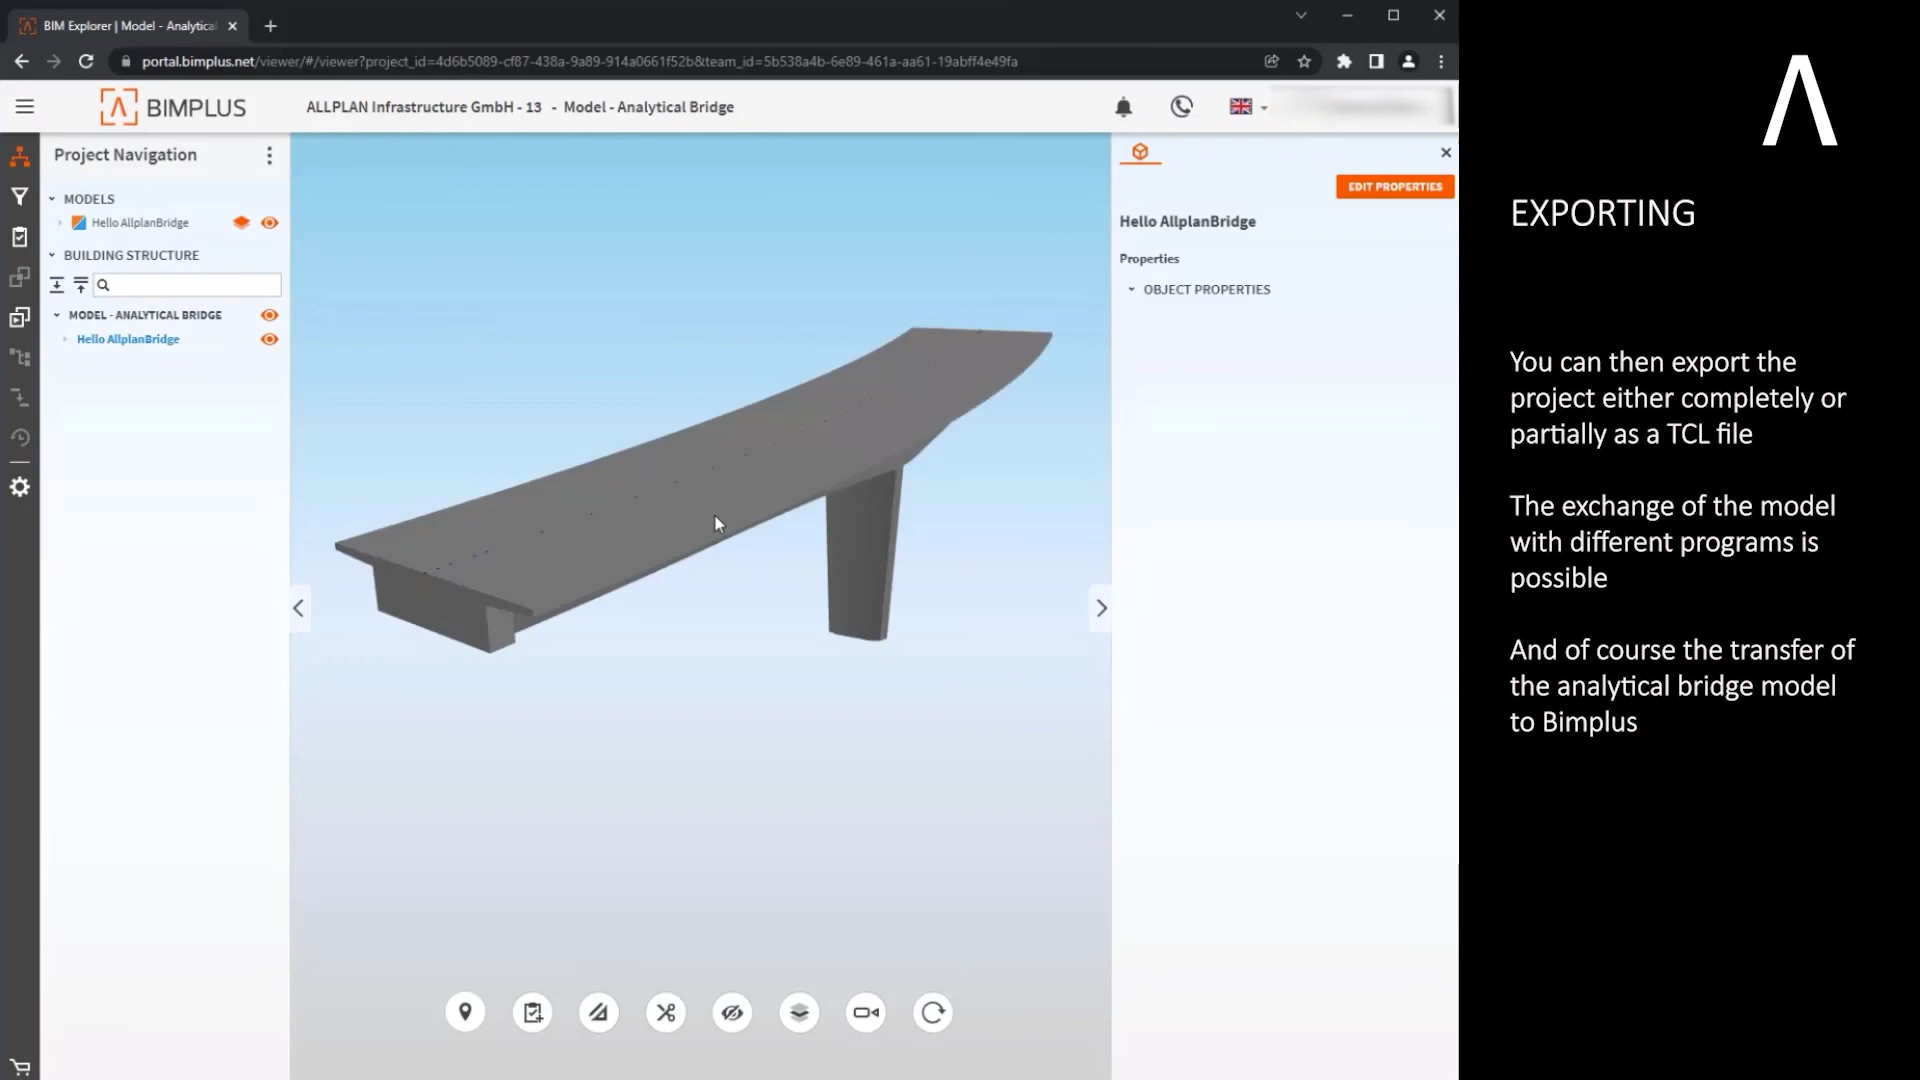 BIM Explorer | Model - Analytica
portal.bimplus.net/viewer/#/viewer?project_id=4d6b5089-cf87-438a-9a89-914a0661f52b&team_id=5b538a4b-6e89-461a-aa61-19abff4e49fa
BIMPLUS
ALLPLAN Infrastructure GmbH - 13 - Model - Analytical Bridge
Project Navigation
MODELS
Hello AllplanBridge
BUILDING STRUCTURE
MODEL - ANALYTICAL BRIDGE
Hello AllplanBridge
EDIT PROPERTIES
Hello AllplanBridge
Properties
OBJECT PROPERTIES
EXPORTING
You can then export the
project either completely or
partially as a TCL file
The exchange of the model
with different programs is
possible
And of course the transfer of
the analytical bridge model
to Bimplus